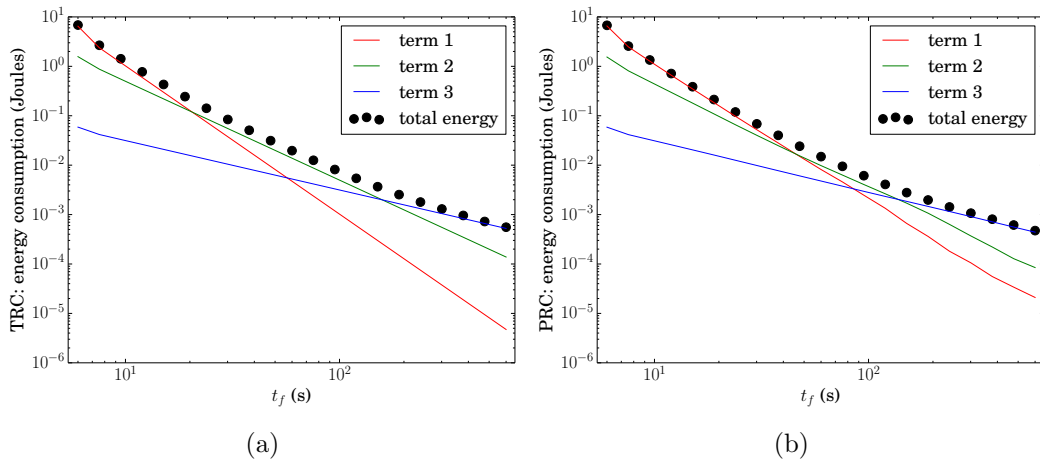 TRC: energy consumption (Joules)
10^1
10^0
10^{-1}
10^{-2}
10^{-3}
10^{-4}
10^{-5}
10^{-6}
term 1
term 2
term 3
total energy
10^1
10^2
t_f (s)
(a)
PRC: energy consumption (Joules)
10^1
10^0
10^{-1}
10^{-2}
10^{-3}
10^{-4}
10^{-5}
10^{-6}
term 1
term 2
term 3
total energy
10^1
10^2
t_f (s)
(b)